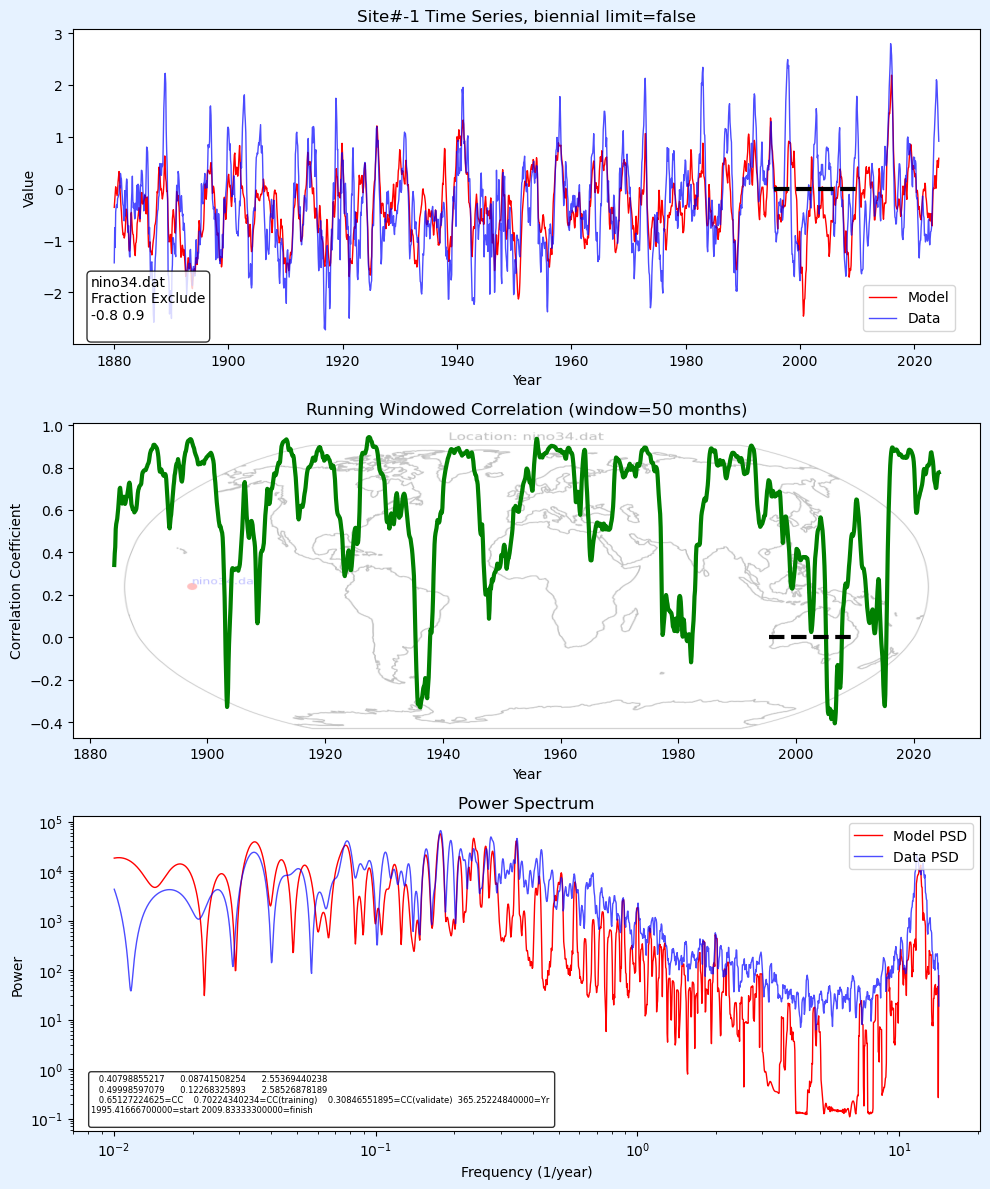 Site#-1 Time Series, biennial limit=false
Value
3
2
1
0
−1
−2
nino34.dat
Fraction Exclude
-0.8 0.9
Model
Data
1880 1900 1920 1940 1960 1980 2000 2020
Year
Running Windowed Correlation (window=50 months)
Location: nino34.dat
Correlation Coefficient
1.0
0.8
0.6
0.4
0.2
0.0
−0.2
−0.4
nino34.dat
1880 1900 1920 1940 1960 1980 2000 2020
Year
Power Spectrum
Power
10^5
10^4
10^3
10^2
10^1
10^0
10^−1
Model PSD
Data PSD
0.40798855217 0.08741508254 2.55369440238
0.49998597079 0.12268325893 2.58526878189
0.65127224625=CC 0.70224340234=CC(training) 0.30846551895=CC(validate) 365.25224840000=Yr
1995.41666700000=start 2009.83333300000=finish
10^−2 10^−1 10^0 10^1
Frequency (1/year)